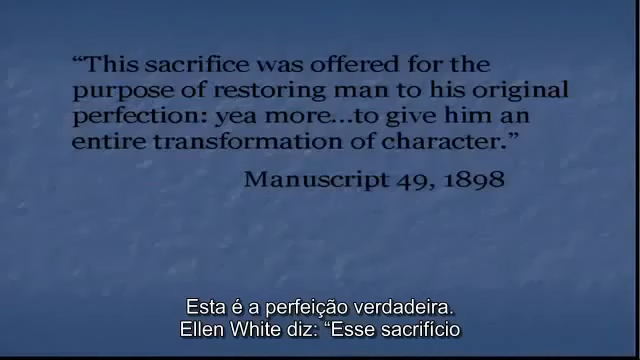 “This sacrifice was offered for the
purpose of restoring man to his original
perfection: yea more...to give him an
entire transformation of character.”
Manuscript 49, 1898
Esta é a perfeição verdadeira.
Ellen White diz: “Esse sacrifício